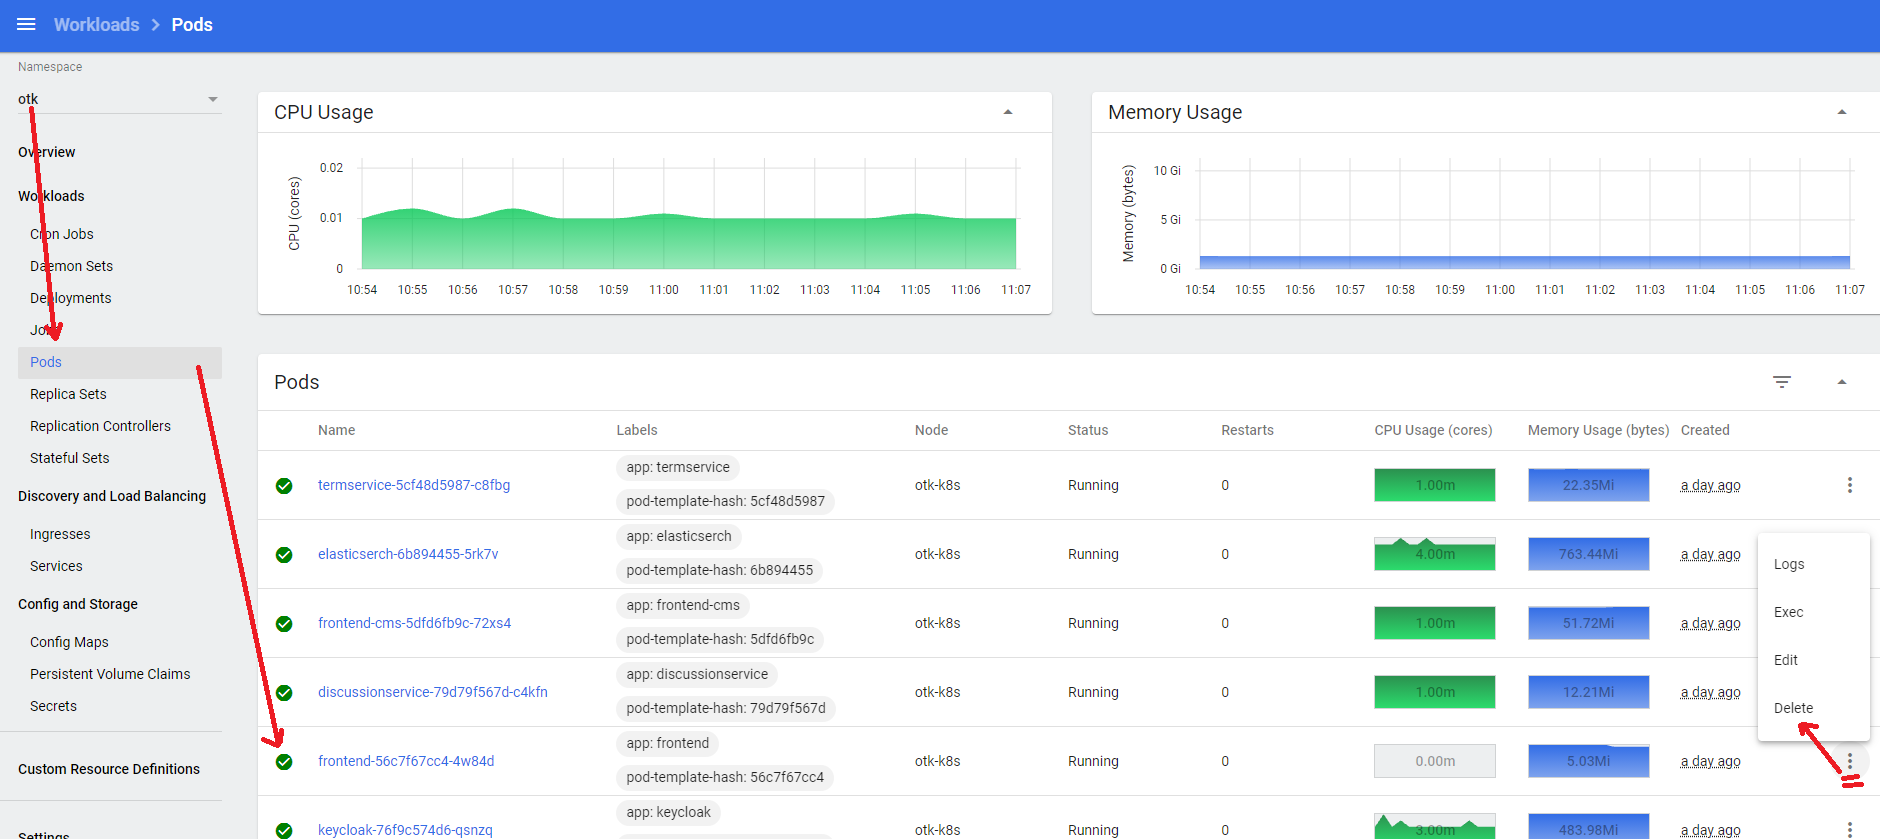 Workloads > Pods
Namespace
otk
Overview
Workloads
Cron Jobs
Daemon Sets
Deployments
Pods
Replica Sets
Replication Controllers
Stateful Sets
Discovery and Load Balancing
Ingresses
Services
Config and Storage
Config Maps
Persistent Volume Claims
Secrets
Custom Resource Definitions
Settings
CPU Usage
CPU (cores)
0.02
0.01
0
10:54 10:55 10:56 10:57 10:58 10:59 11:00 11:01 11:02 11:03 11:04 11:05 11:06 11:07
Memory Usage
Memory (bytes)
10 Gi
5 Gi
0 Gi
10:54 10:55 10:56 10:57 10:58 10:59 11:00 11:01 11:02 11:03 11:04 11:05 11:06 11:07
Pods
Name Labels Node Status Restarts CPU Usage (cores) Memory Usage (bytes) Created
app: termservice
termservice-5cf48d5987-c8fbg otk-k8s Running 0 1.00m 22.35Mi a day ago
pod-template-hash: 5cf48d5987
app: elasticserch
elasticserch-6b894455-5rk7v otk-k8s Running 0 4.00m 763.44Mi a day ago
pod-template-hash: 6b894455
app: frontend-cms
frontend-cms-5dfd6fb9c-72xs4 otk-k8s Running 0 1.00m 51.72Mi a day ago
pod-template-hash: 5dfd6fb9c
app: discussionservice
discussionservice-79d79f567d-c4kfn otk-k8s Running 0 1.00m 12.21Mi a day ago
pod-template-hash: 79d79f567d
app: frontend
frontend-56c7f67cc4-4w84d otk-k8s Running 0 0.00m 5.03Mi a day ago
pod-template-hash: 56c7f67cc4
app: keycloak
keycloak-76f9c574d6-qsnzq otk-k8s Running 0 3.00m 483.98Mi a day ago
Logs
Exec
Edit
Delete